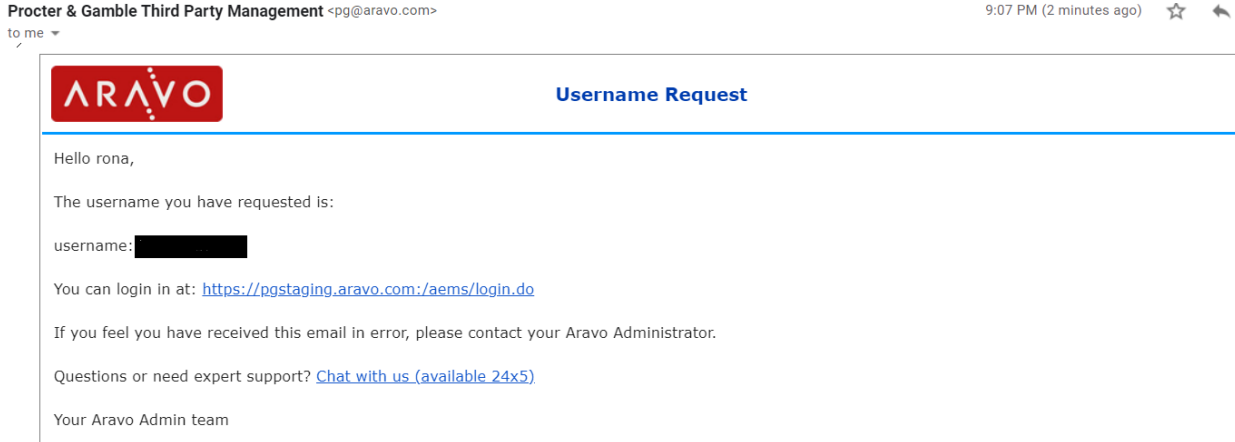 Procter & Gamble Third Party Management <pg@aravo.com> 9:07 PM (2 minutes ago)
to me
ARAVO
Username Request
Hello rona,
The username you have requested is:
username:
You can login in at: https://pgstaging.aravo.com:/aems/login.do
If you feel you have received this email in error, please contact your Aravo Administrator.
Questions or need expert support? Chat with us (available 24x5)
Your Aravo Admin team